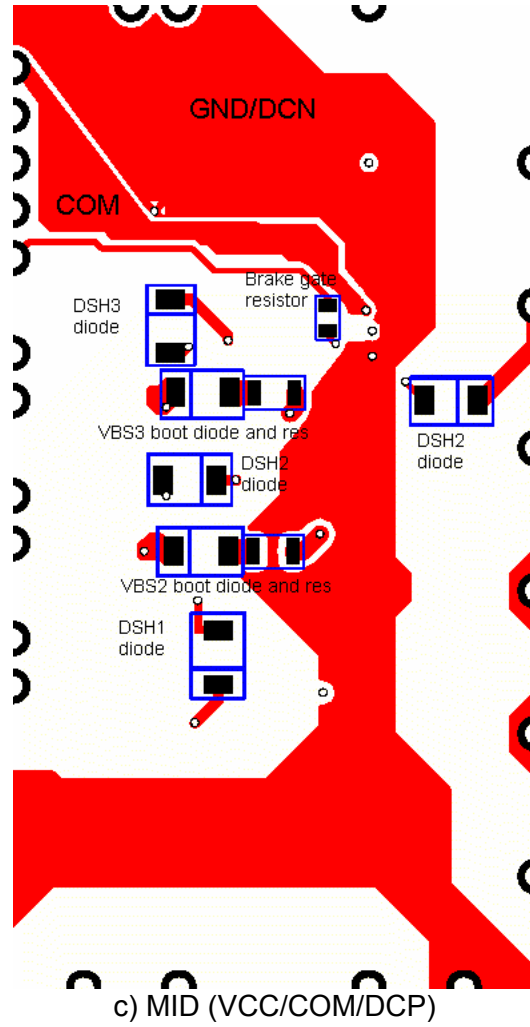 GND/DCN
COM
Brake gate
resistor
DSH3
diode
VBS3 boot diode and res
DSH2
diode
DSH2
diode
VBS2 boot diode and res
DSH1
diode
c) MID (VCC/COM/DCP)